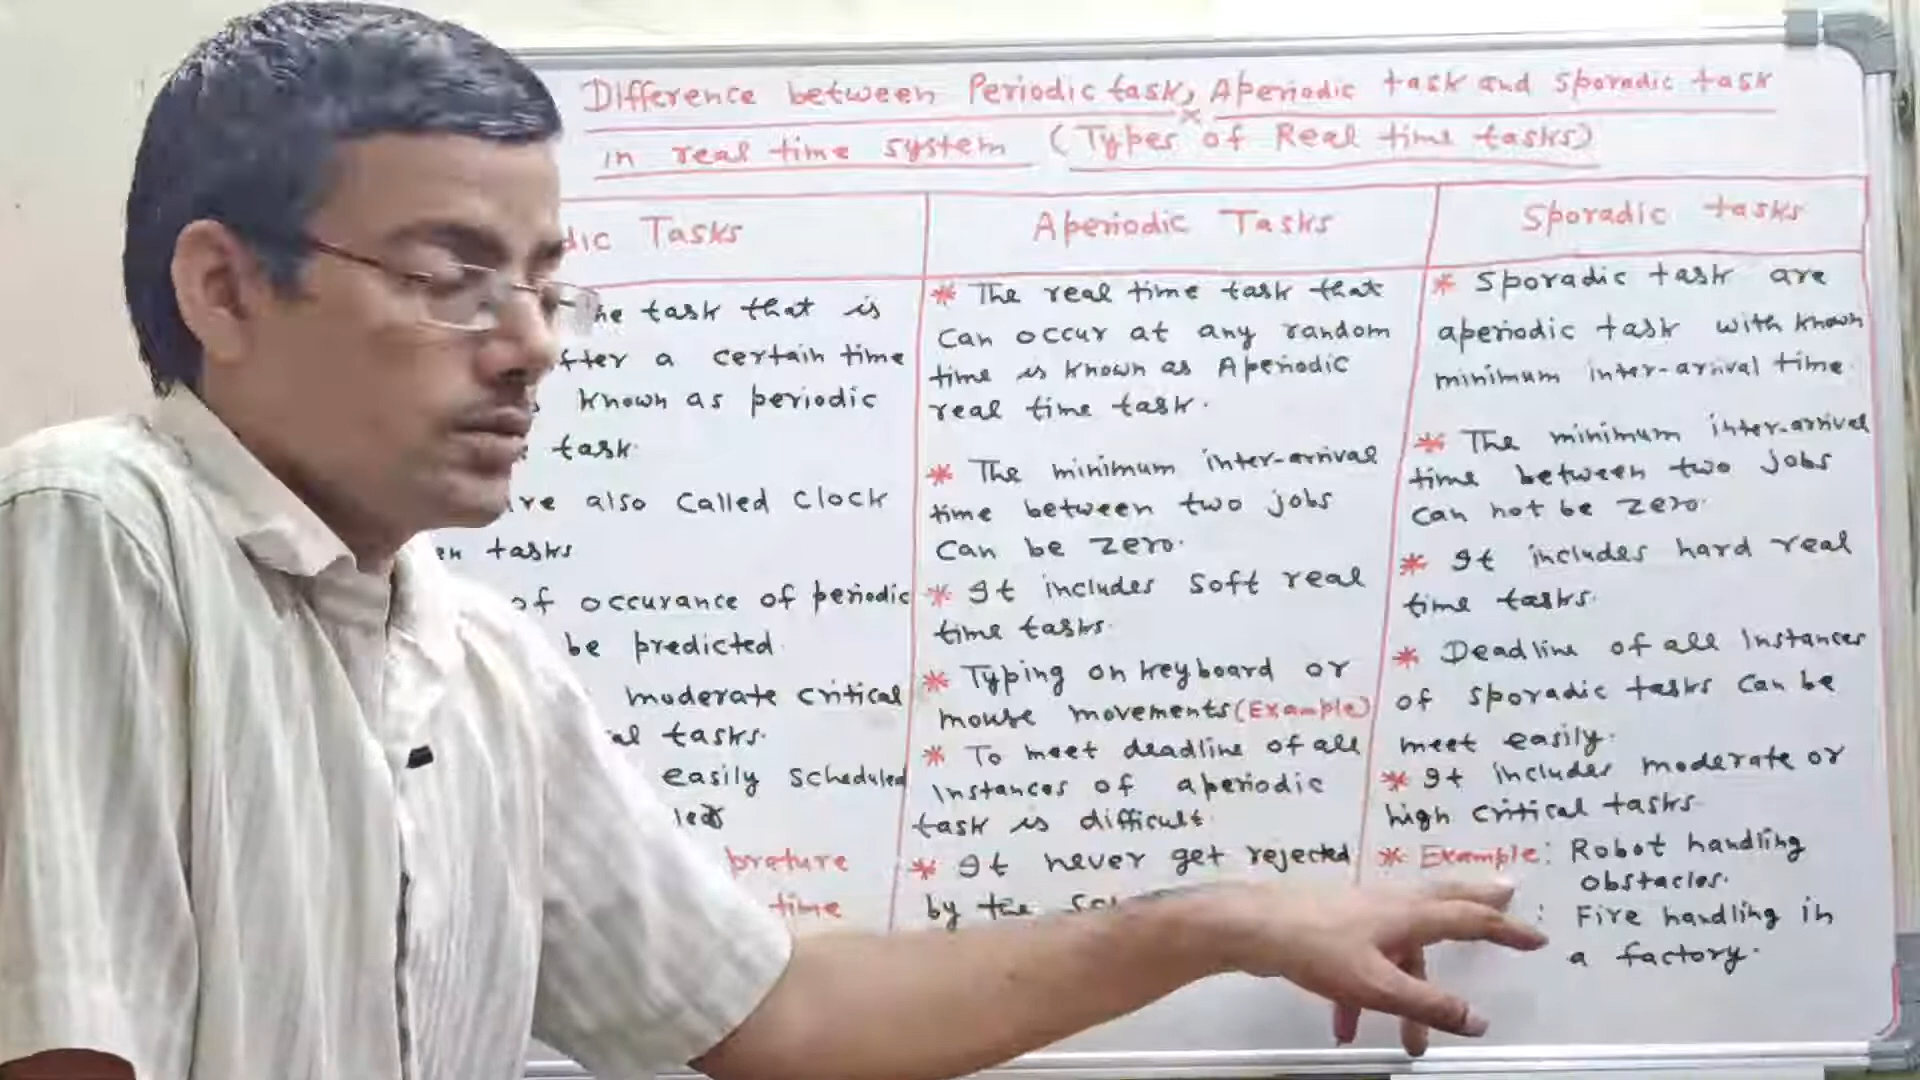 Difference between Periodic task, Aperiodic task and Sporadic task
in real time system (Types of Real time tasks)
dic Tasks
he task that is
fter a certain time
known as periodic
task.
re also called clock
en tasks
of occurance of periodic
be predicted.
moderate critical
al tasks.
easily scheduled
brature
time
Aperiodic Tasks
* The real time task that
can occur at any random
time is known as Aperiodic
real time task.
* The minimum inter-arrival
time between two jobs
can be zero.
* It includes soft real
time tasks.
* Typing on keyboard or
mouse movements (Example)
* To meet deadline of all
instances of aperiodic
task is difficult.
* It never get rejected
by the
Sporadic tasks
* Sporadic task are
aperiodic task with known
minimum inter-arrival time.
* The minimum inter-arrival
time between two jobs
can not be zero.
* It includes hard real
time tasks.
* Deadline of all instances
of sporadic tasks can be
meet easily.
* It includes moderate or
high critical tasks.
* Example: Robot handling
obstacles.
: Fire handling in
a factory.